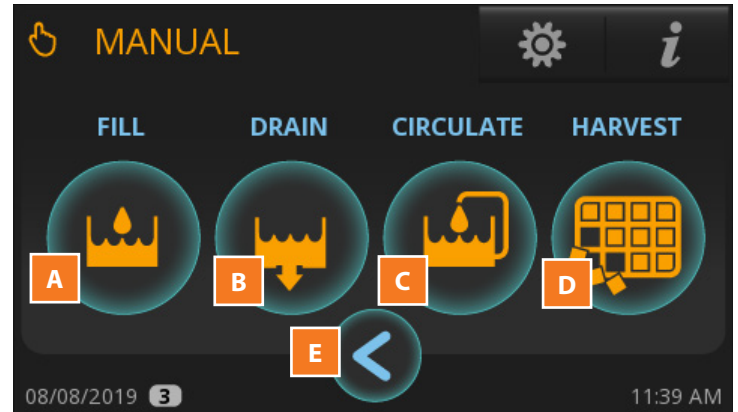 MANUAL i
FILL DRAIN CIRCULATE HARVEST
A B C D
E <
08/08/2019 3 11:39 AM